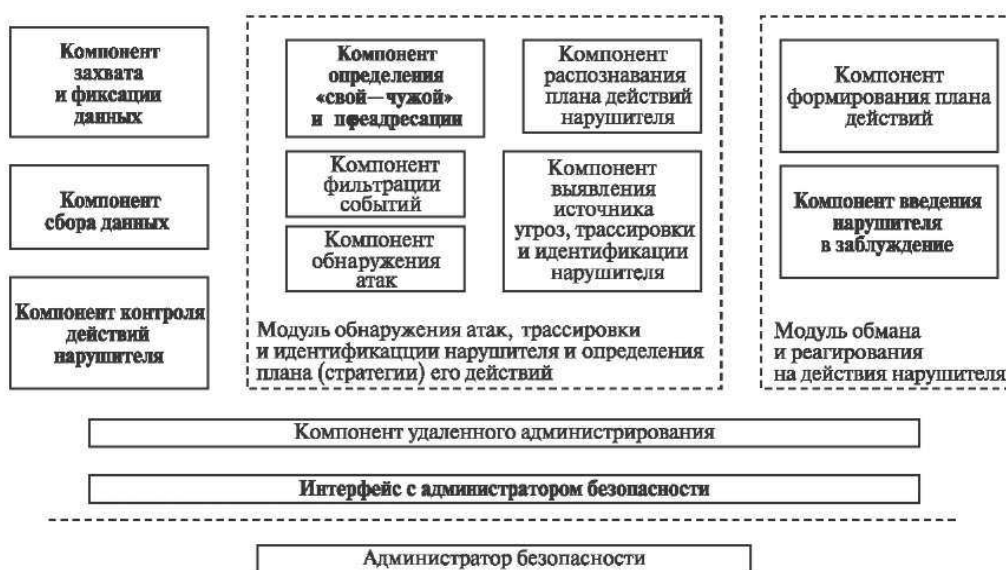 Компонент
захвата
и фиксации
данных
Компонент
сбора данных
Компонент контроля
действий
нарушителя
Компонент
определения
«свой—чужой»
и переадресации
Компонент
распознавания
плана действий
нарушителя
Компонент
фильтрации
событий
Компонент
обнаружения
атак
Компонент
выявления
источника
угроз, трассировки
и идентификации
нарушителя
Модуль обнаружения атак, трассировки
и идентификацции нарушителя и определения
плана (стратегии) его действий
Компонент
формирования плана
действий
Компонент введения
нарушителя
в заблуждение
Модуль обмана
и реагирования
на действия нарушителя
Компонент удаленного администрирования
Интерфейс с администратором безопасности
Администратор безопасности